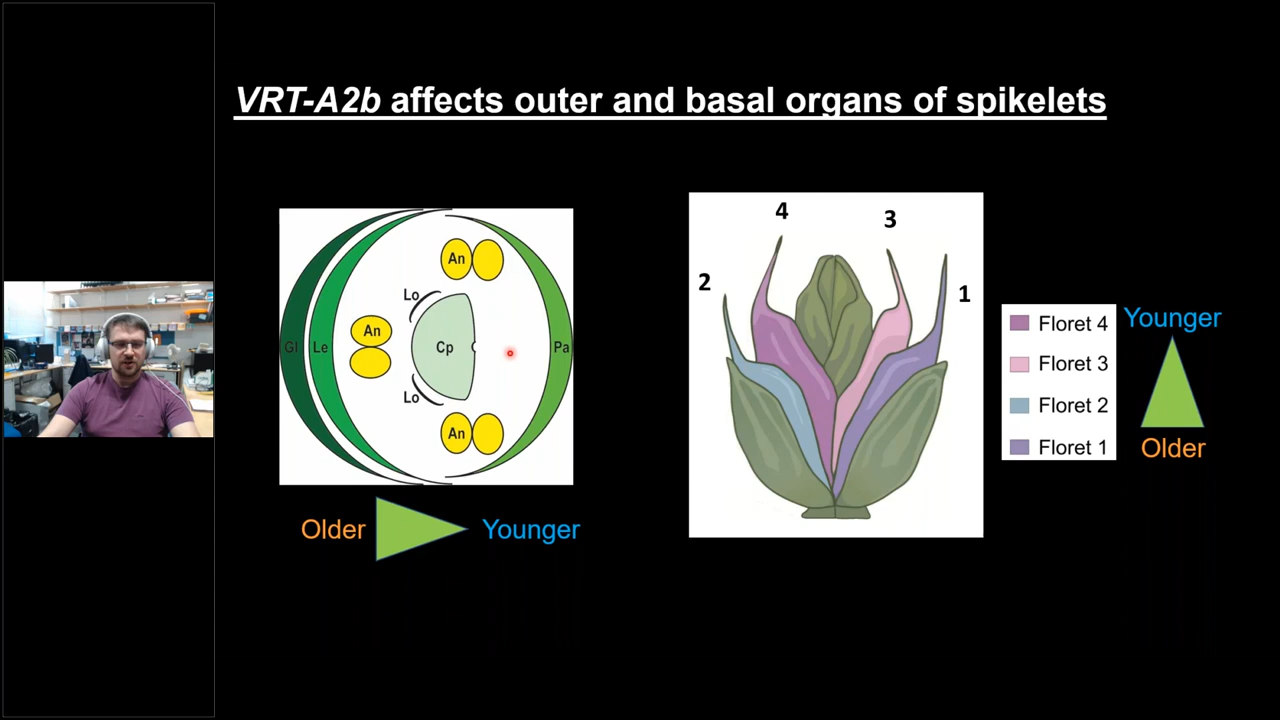 VRT-A2b affects outer and basal organs of spikelets
An
Lo
An
Gl
Le
Cp
Pa
Lo
An
Older
Younger
4
3
2
1
Floret 4
Floret 3
Floret 2
Floret 1
Younger
Older